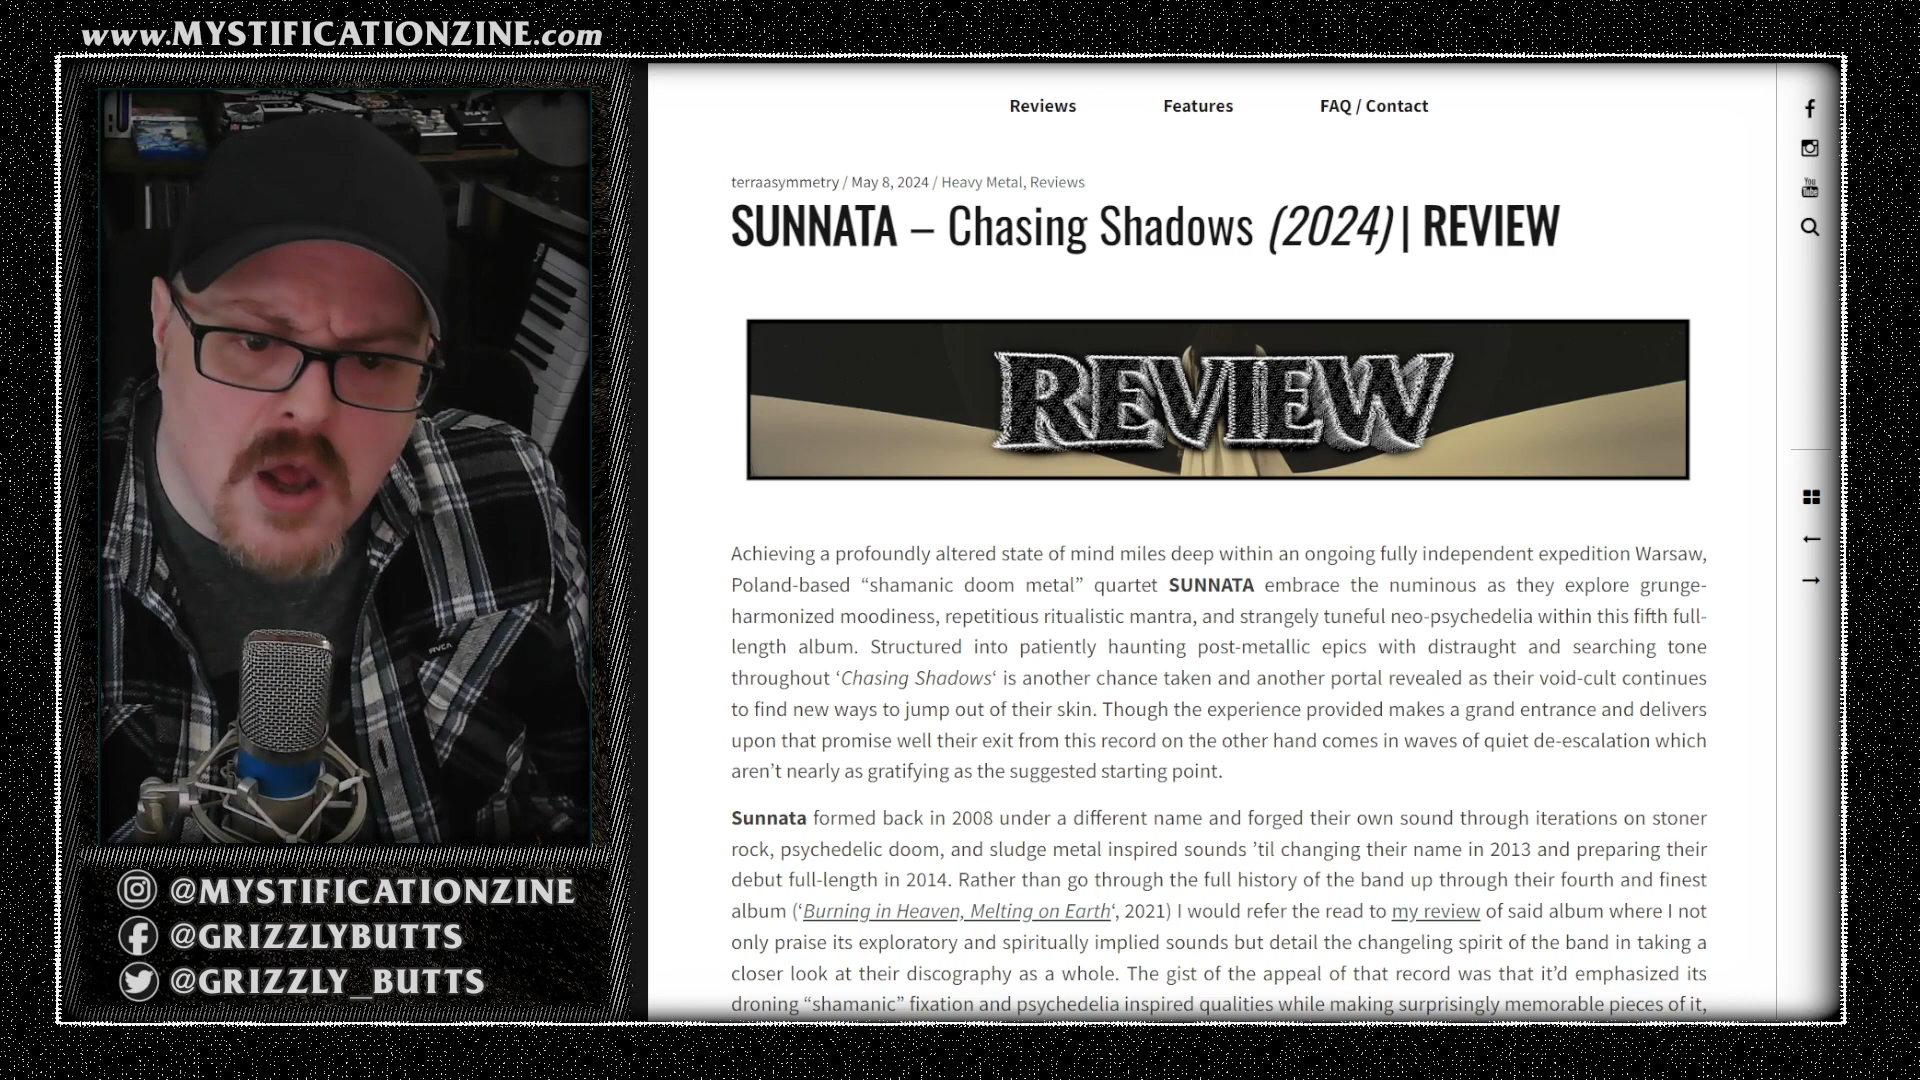 www.MYSTIFICATIONZINE.com
Reviews
Features
FAQ / Contact
You
Tube
terraasymmetry / May 8, 2024 / Heavy Metal, Reviews
SUNNATA – Chasing Shadows (2024)| REVIEW
REVIEW
Achieving a profoundly altered state of mind miles deep within an ongoing fully independent expedition Warsaw,
Poland-based “shamanic doom metal” quartet SUNNATA embrace the numinous as they explore grunge-
harmonized moodiness, repetitious ritualistic mantra, and strangely tuneful neo-psychedelia within this fifth full-
length album. Structured into patiently haunting post-metallic epics with distraught and searching tone
throughout ‘Chasing Shadows‘ is another chance taken and another portal revealed as their void-cult continues
to find new ways to jump out of their skin. Though the experience provided makes a grand entrance and delivers
upon that promise well their exit from this record on the other hand comes in waves of quiet de-escalation which
aren’t nearly as gratifying as the suggested starting point.
Sunnata formed back in 2008 under a different name and forged their own sound through iterations on stoner
rock, psychedelic doom, and sludge metal inspired sounds ’til changing their name in 2013 and preparing their
debut full-length in 2014. Rather than go through the full history of the band up through their fourth and finest
album (‘Burning in Heaven, Melting on Earth‘, 2021) I would refer the read to my review of said album where I not
only praise its exploratory and spiritually implied sounds but detail the changeling spirit of the band in taking a
closer look at their discography as a whole. The gist of the appeal of that record was that it’d emphasized its
droning “shamanic” fixation and psychedelia inspired qualities while making surprisingly memorable pieces of it,
RVCA
@MYSTIFICATIONZINE
@GRIZZLYBUTTS
@GRIZZLY_BUTTS